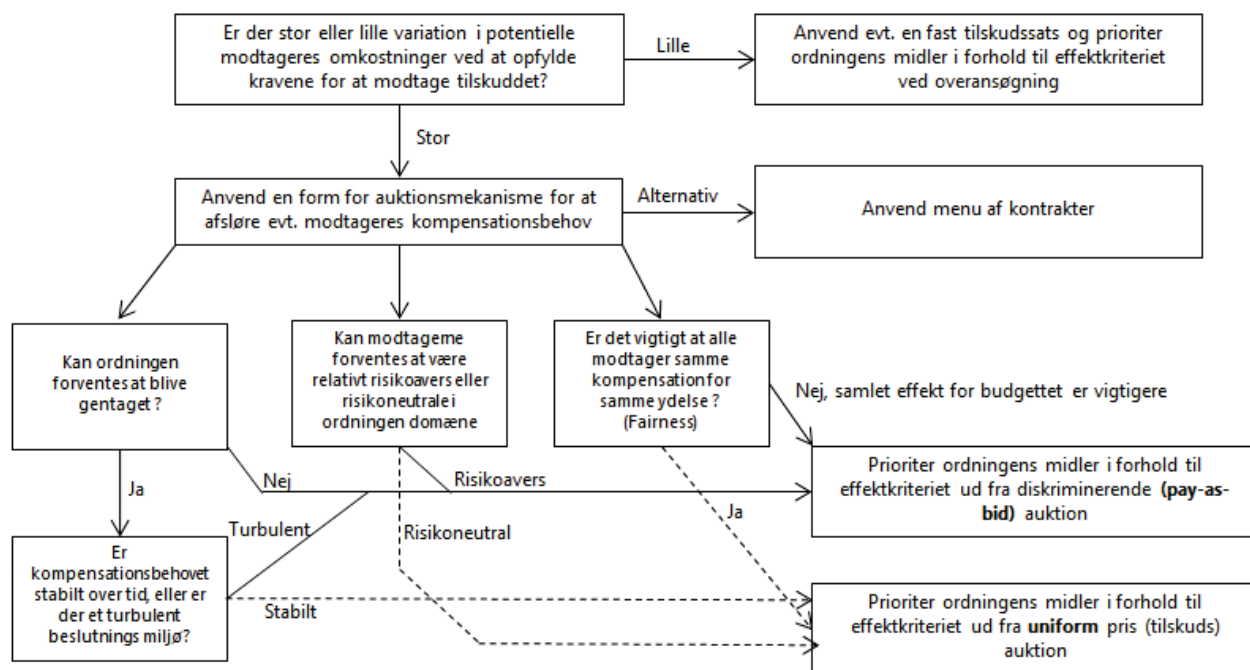 Er der stor eller lille variation i potentielle
modtageres omkostninger ved at opfylde
kravene for at modtage tilskuddet?
Lille
Anvend evt. en fast tilskudssats og prioriter
ordningens midler i forhold til effektkriteriet
ved overansøgning
Stor
Anvend en form for auktionsmekanisme for at
afsløre evt. modtageres kompensationsbehov
Alternativ
Anvend menu af kontrakter
Kan ordningen
forventes at blive
gentaget ?
Kan modtagerne
forventes at være
relativt risikoavers eller
risikoneutrale i
ordningen domæne
Er det vigtigt at alle
modtager samme
kompensation for
samme ydelse ?
(Fairness)
Nej, samlet effekt for budgettet er vigtigere
Ja
Nej
Risikoavers
Prioriter ordningens midler i forhold til
effektkriteriet ud fra diskriminerende (pay-as-
bid) auktion
Turbulent
Risikoneutral
Ja
Er
kompensationsbehovet
stabilt over tid, eller er
der et turbulent
beslutnings miljø?
Stabilt
Prioriter ordningens midler i forhold til
effektkriteriet ud fra uniform pris (tilskuds)
auktion